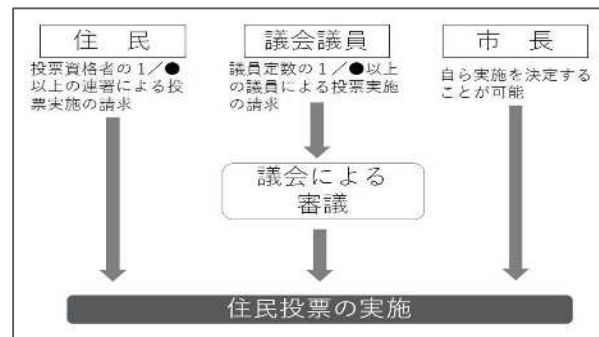 住　民
投票資格者の１／●
以上の連署による投
票実施の請求
議会議員
議員定数の１／●以上
の議員による投票実施
の請求
市　長
自ら実施を決定する
ことが可能
議会による
審議
住民投票の実施